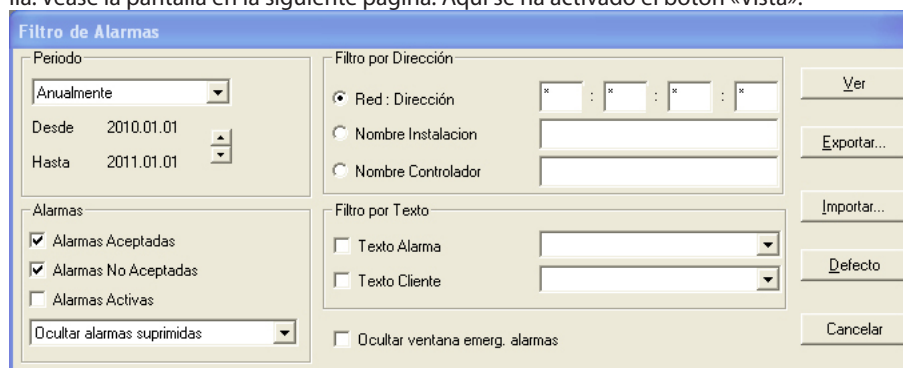 lla. Véase la pantalla en la siguiente página. Aquí se ha activado el botón «Vista».
Filtro de Alarmas
Periodo
Anualmente
Desde 2010.01.01
Hasta 2011.01.01
Filtro por Dirección
Red : Dirección * : * : * : *
Nombre Instalacion
Nombre Controlador
Ver
Exportar...
Importar...
Defecto
Cancelar
Alarmas
Alarmas Aceptadas
Alarmas No Aceptadas
Alarmas Activas
Ocultar alarmas suprimidas
Filtro por Texto
Texto Alarma
Texto Cliente
Ocultar ventana emerg. alarmas